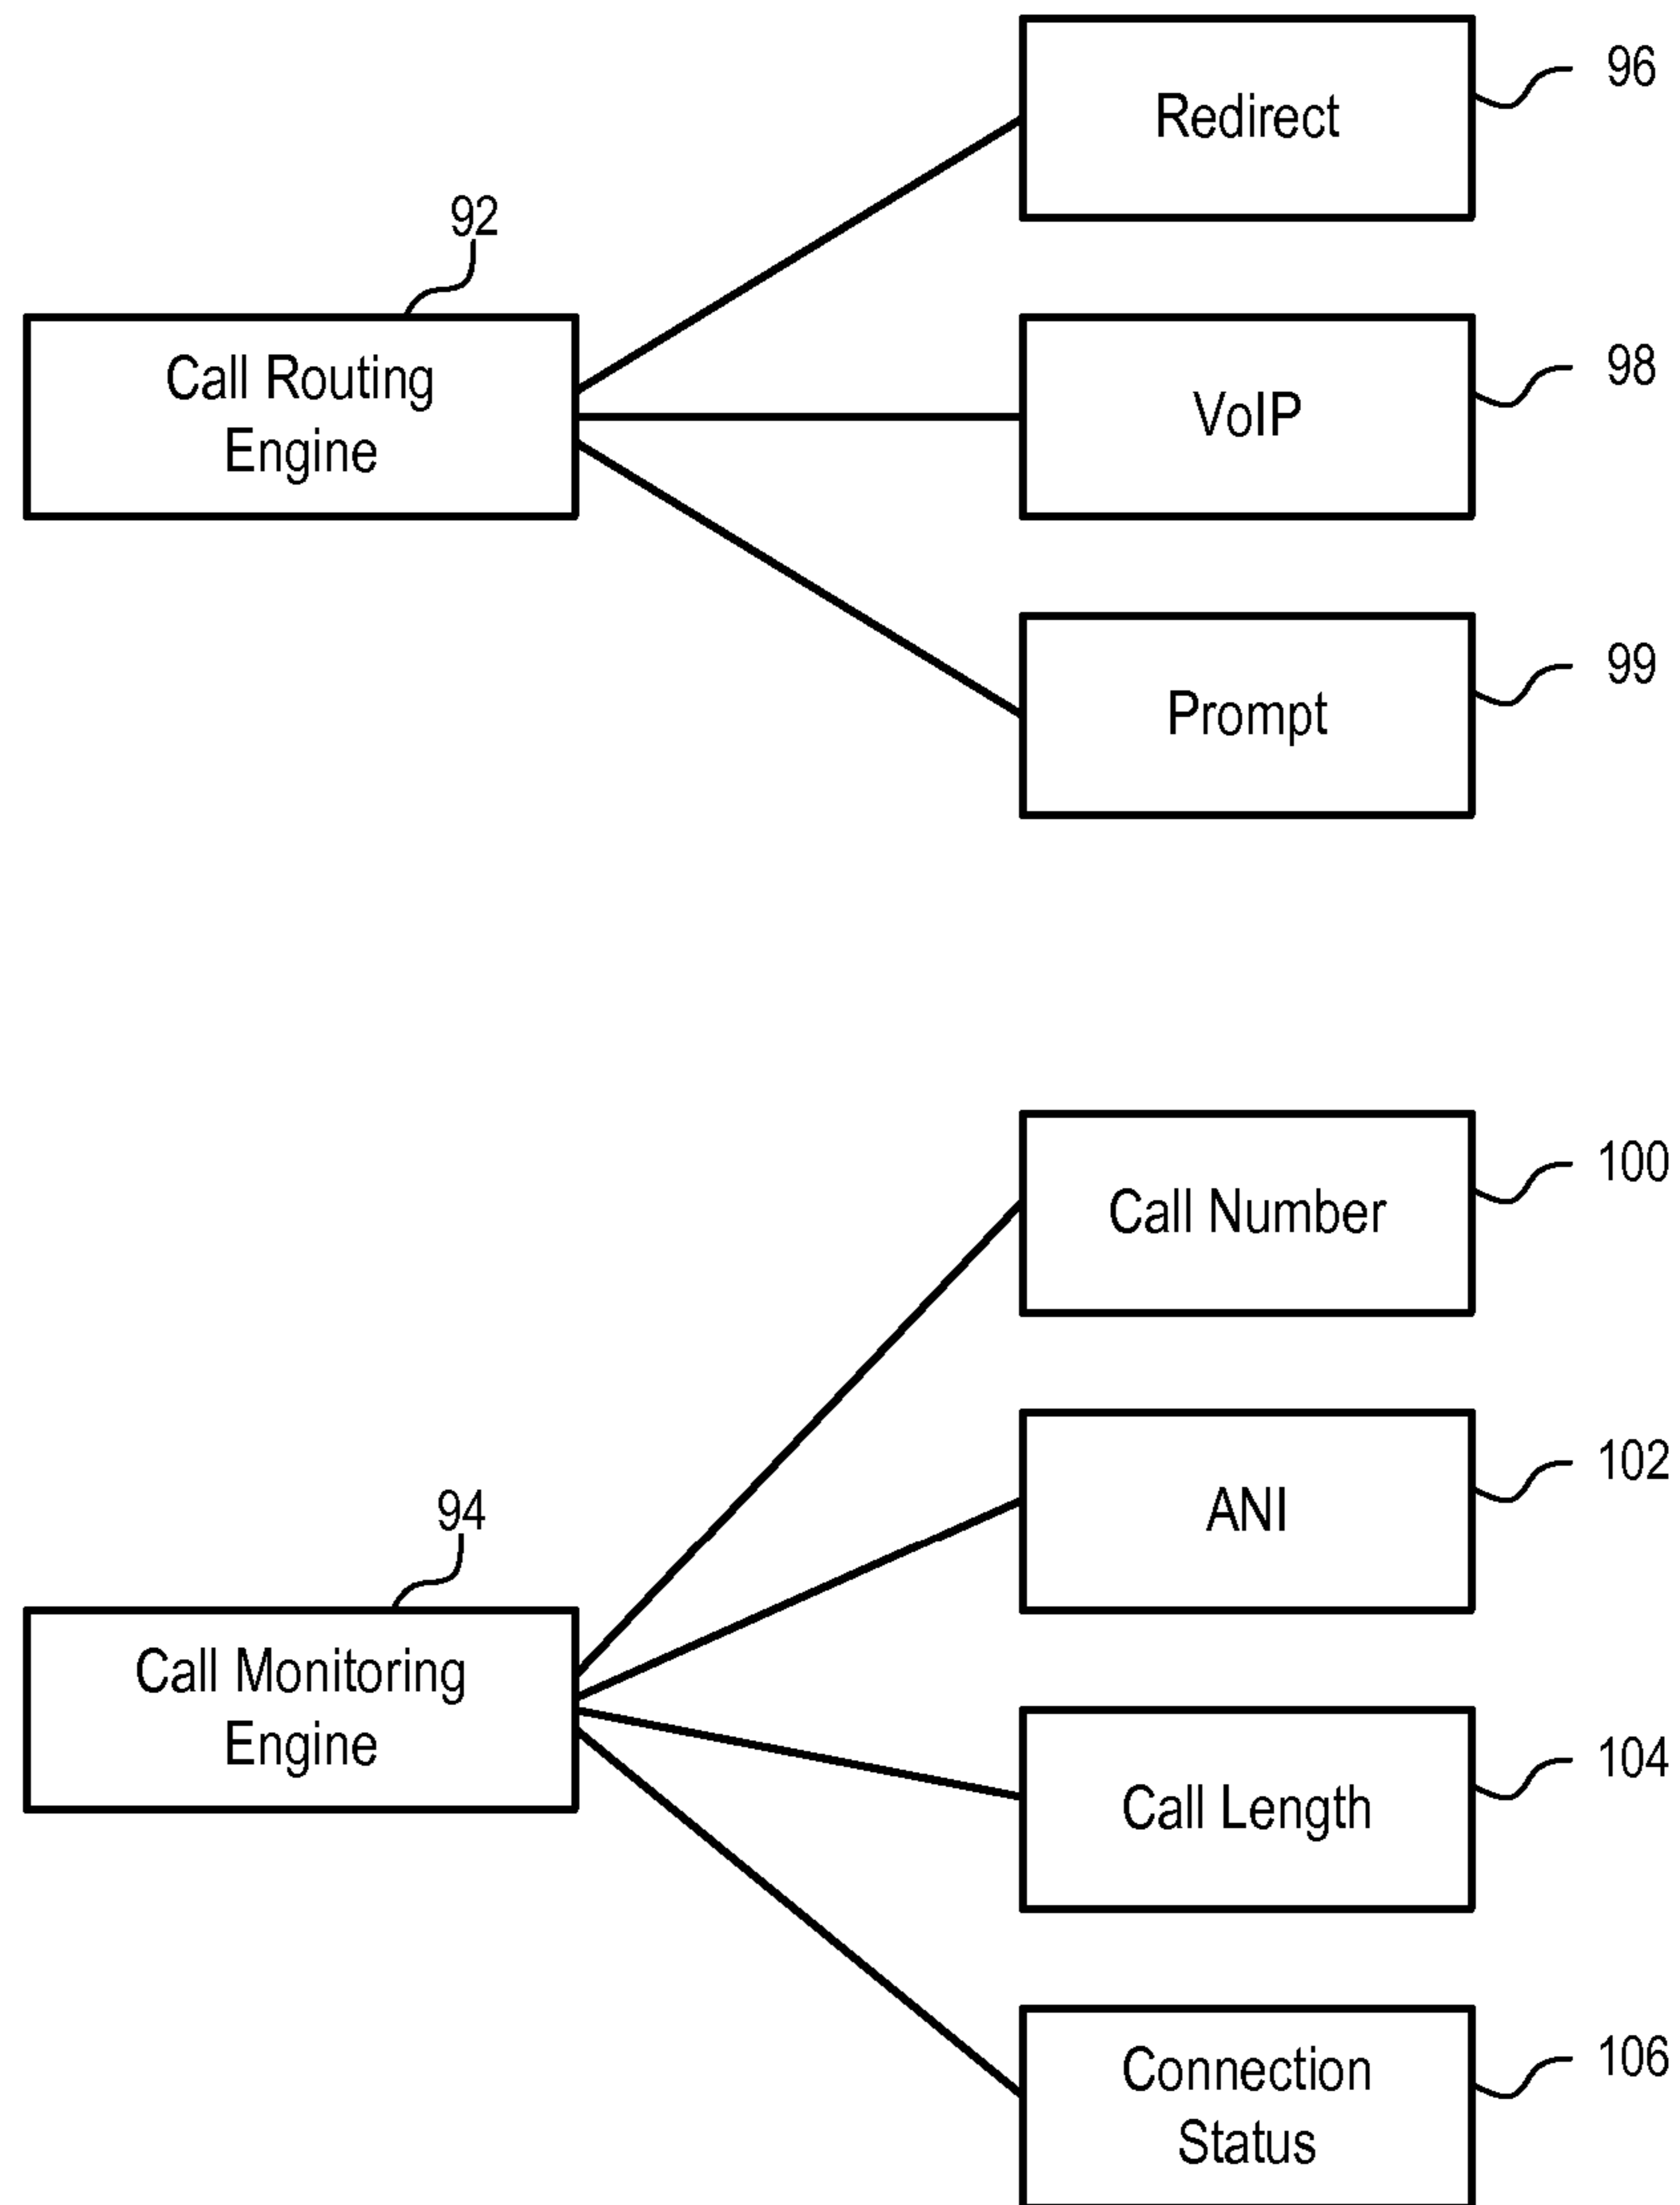 96
Redirect
92
98
Call Routing
Engine
VoIP
99
Prompt
100
Call Number
102
ANI
94
Call Monitoring
Engine
104
Call Length
106
Connection
Status